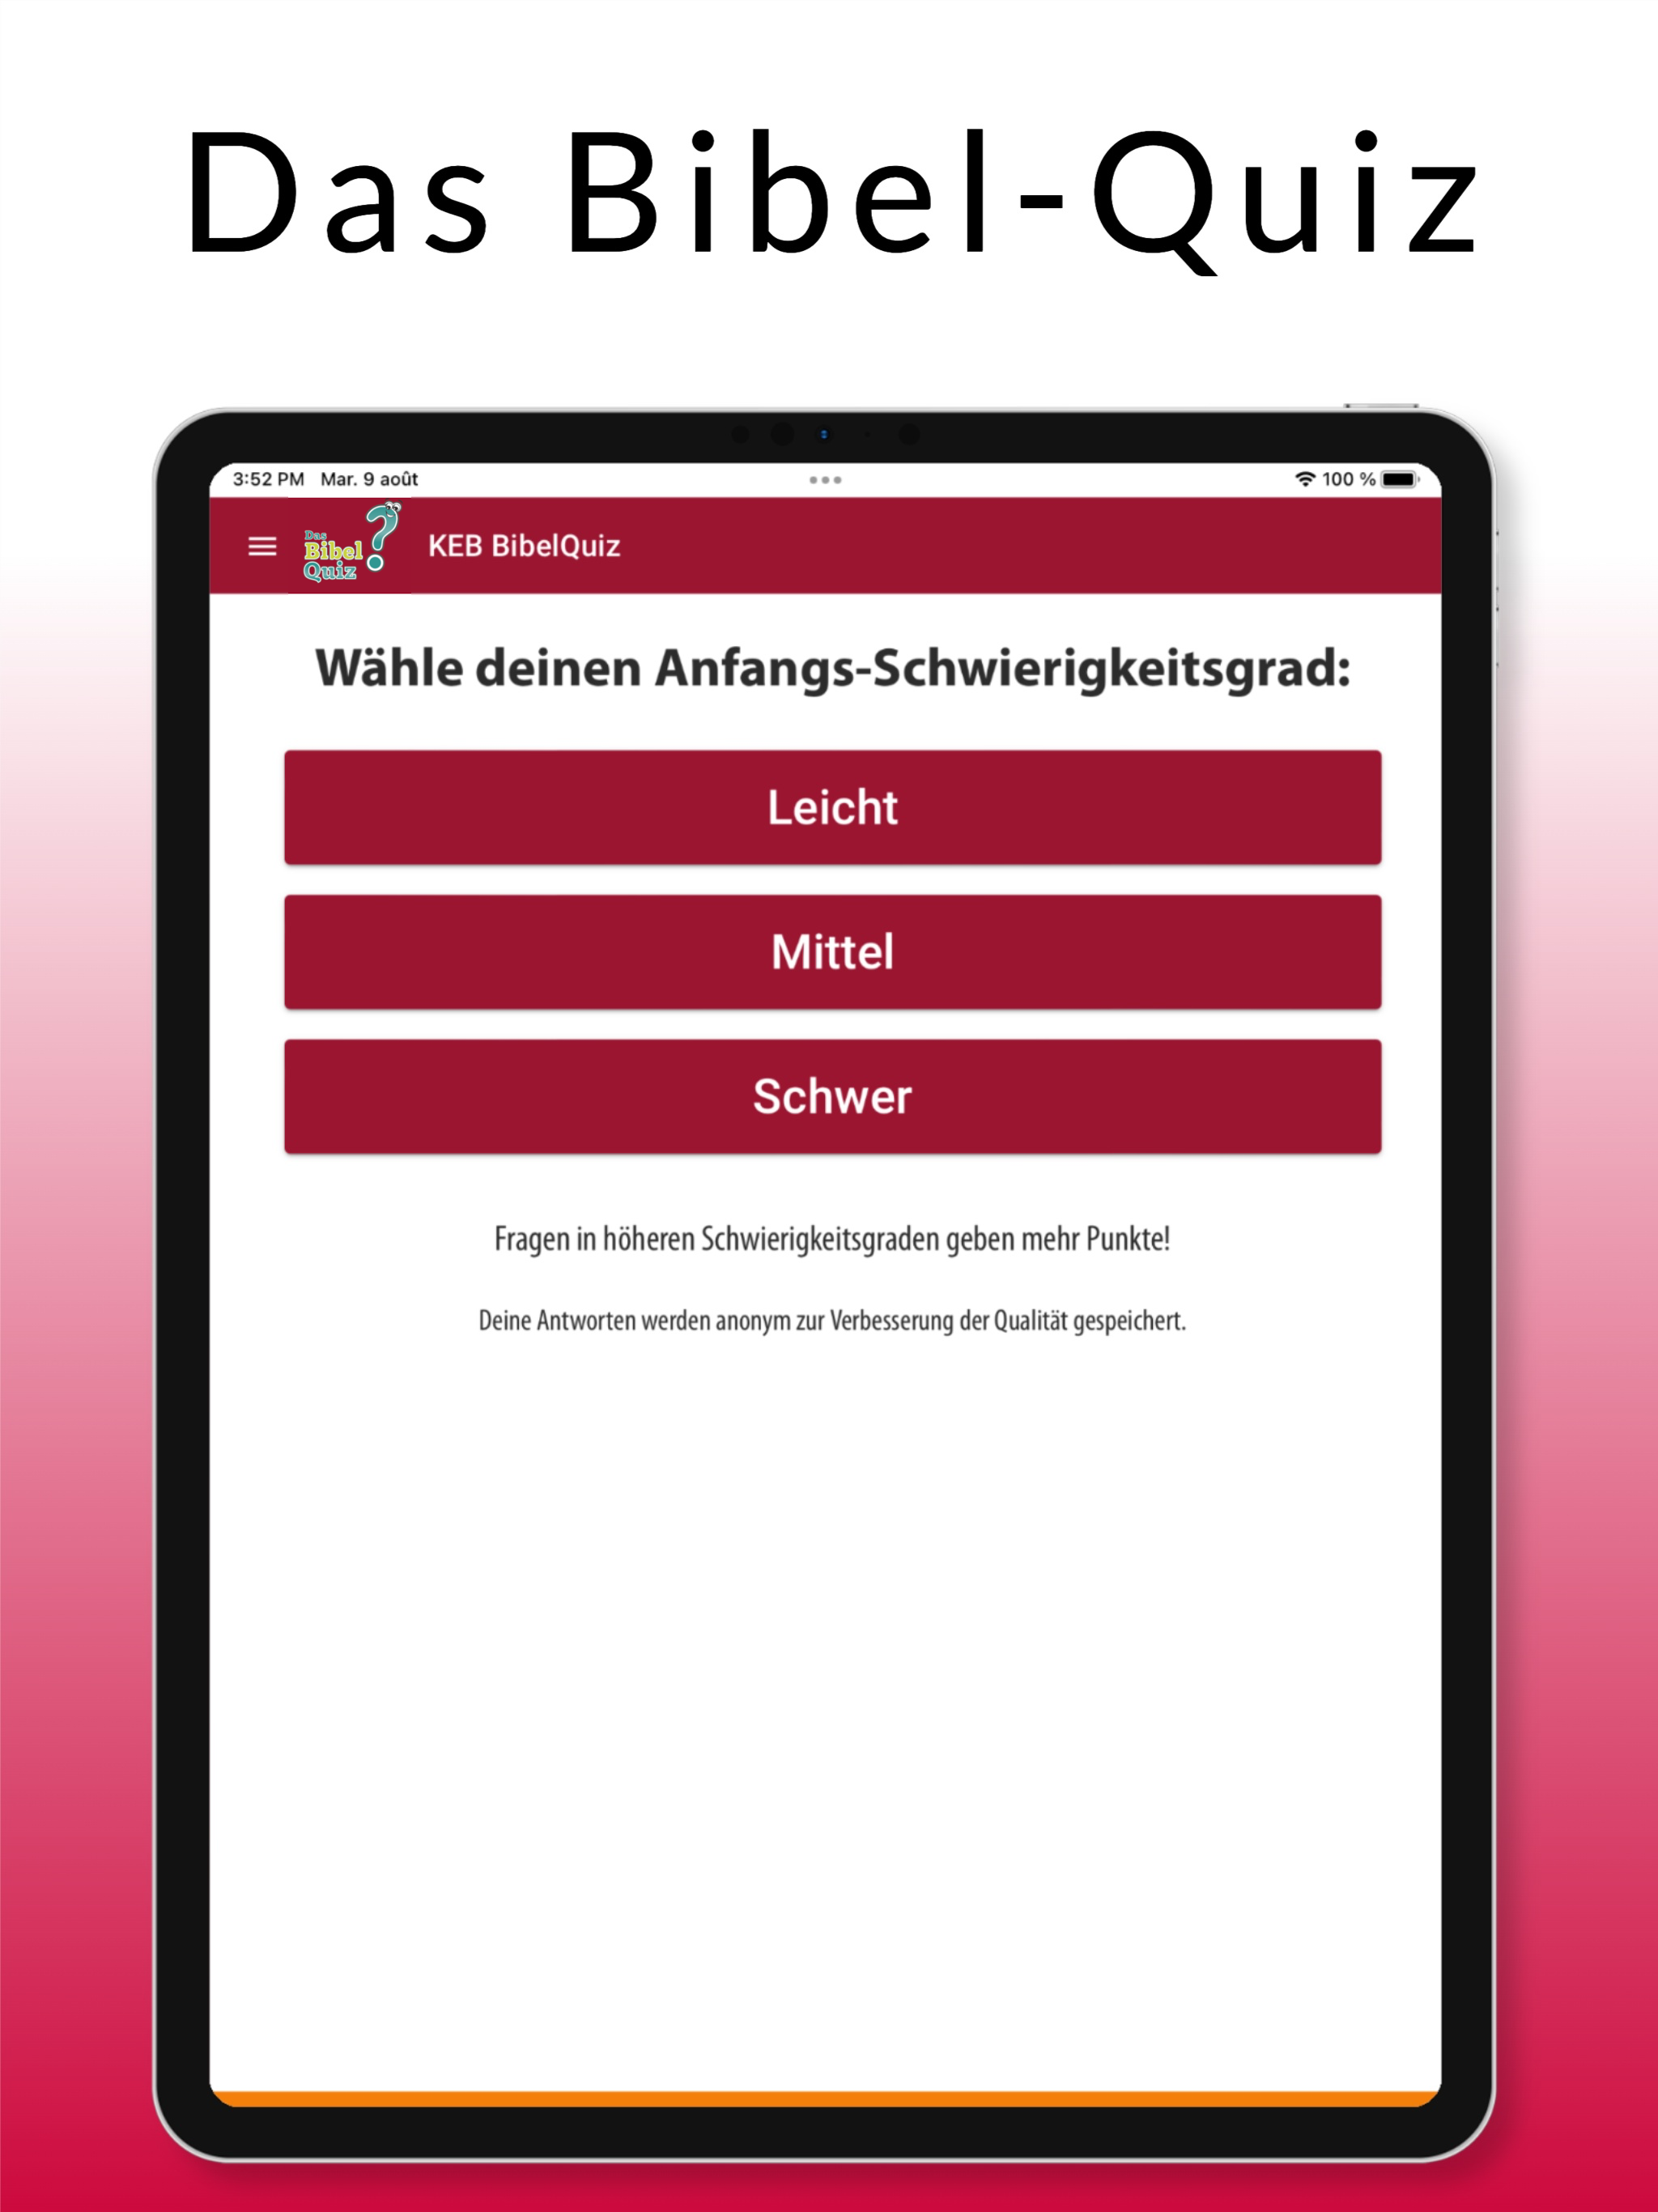 Das Bibel-Quiz
3:52 PM Mar. 9 août
100 %
Das
Bibel
Quiz
KEB BibelQuiz
Wähle deinen Anfangs-Schwierigkeitsgrad:
Leicht
Mittel
Schwer
Fragen in höheren Schwierigkeitsgraden geben mehr Punkte!
Deine Antworten werden anonym zur Verbesserung der Qualität gespeichert.